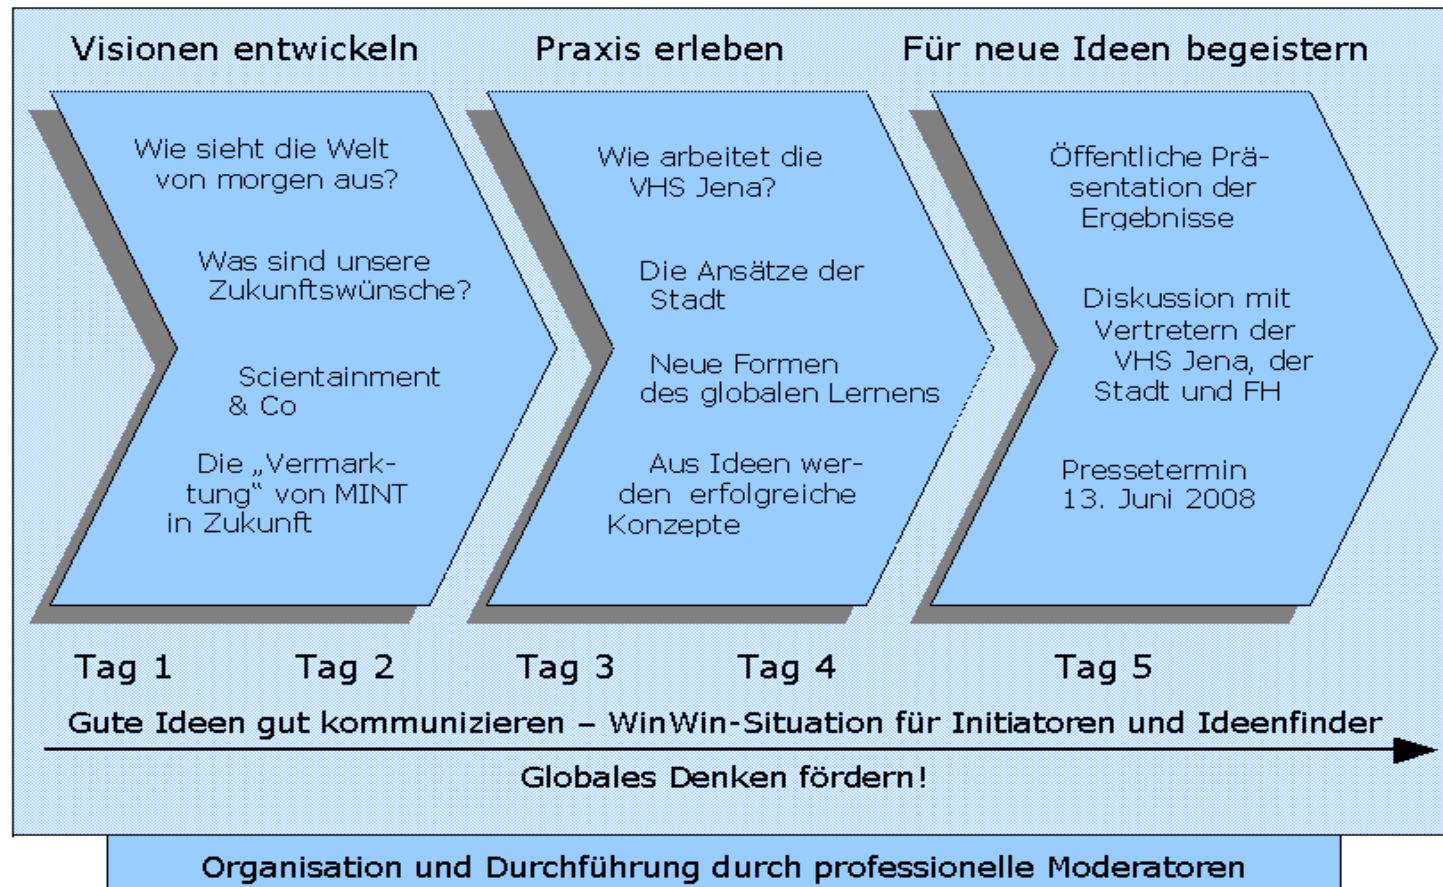 Visionen entwickeln
Praxis erleben
Für neue Ideen begeistern
Wie sieht die Welt
von morgen aus?
Was sind unsere
Zukunftswünsche?
Scientainment
& Co
Die „Vermark-
tung“ von MINT
in Zukunft
Wie arbeitet die
VHS Jena?
Die Ansätze der
Stadt
Neue Formen
des globalen Lernens
Aus Ideen wer-
den erfolgreiche
Konzepte
Öffentliche Prä-
sentation der
Ergebnisse
Diskussion mit
Vertretern der
VHS Jena, der
Stadt und FH
Pressetermin
13. Juni 2008
Tag 1 Tag 2 Tag 3 Tag 4 Tag 5
Gute Ideen gut kommunizieren – WinWin-Situation für Initiatoren und Ideenfinder
Globales Denken fördern!
Organisation und Durchführung durch professionelle Moderatoren